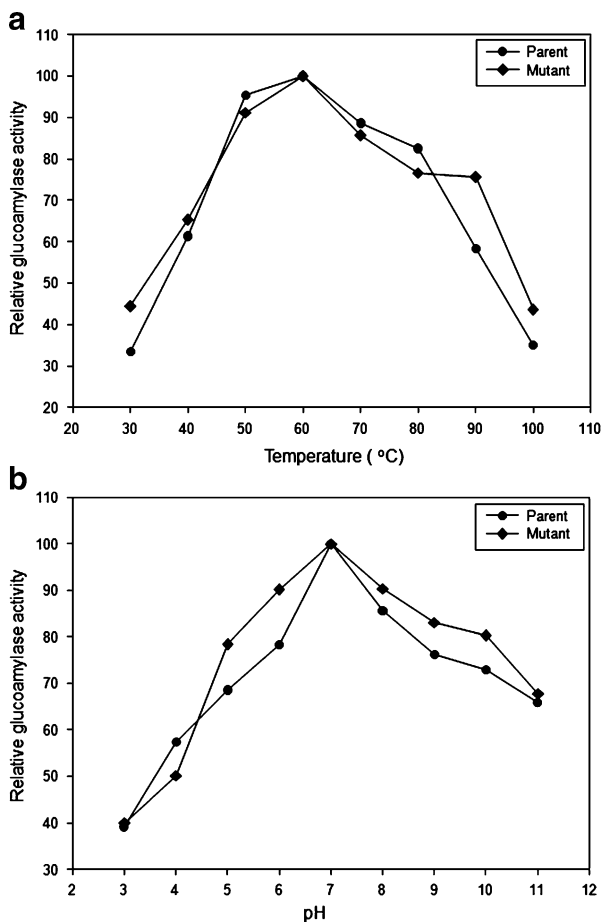 a
110
100
90
80
70
60
50
40
30
20
Relative glucoamylase activity
Parent
Mutant
20 30 40 50 60 70 80 90 100 110
Temperature ( ºC)
b
110
100
90
80
70
60
50
40
30
Relative glucoamylase activity
Parent
Mutant
2 3 4 5 6 7 8 9 10 11 12
pH